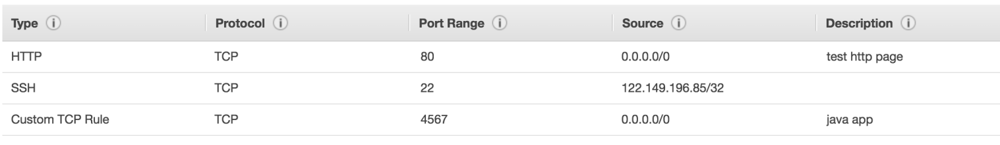 Type Protocol Port Range Source Description
HTTP TCP 80 0.0.0.0/0 test http page
SSH TCP 22 122.149.196.85/32
Custom TCP Rule TCP 4567 0.0.0.0/0 java app